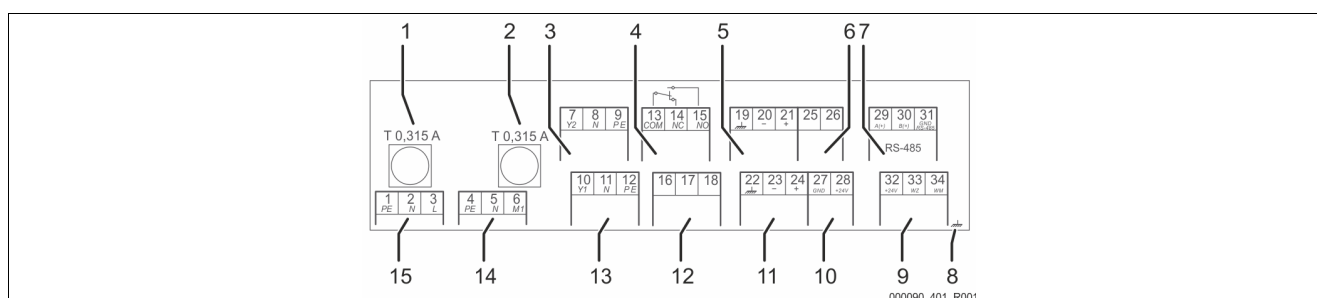 1 2 3 4 5 6 7
T 0,315 A T 0,315 A
7 8 9 13 14 15 19 20 21 25 26 29 30 31
Y2 N PE COM NC NO - + A(+) B(+) GND RS-485
RS-485
10 11 12 16 17 18 22 23 24 27 28 32 33 34
Y1 N PE - + GND +24V +24V WZ WM
1 2 3 4 5 6
PE N L PE N M1
15 14 13 12 11 10 9 8
000090_401_R001